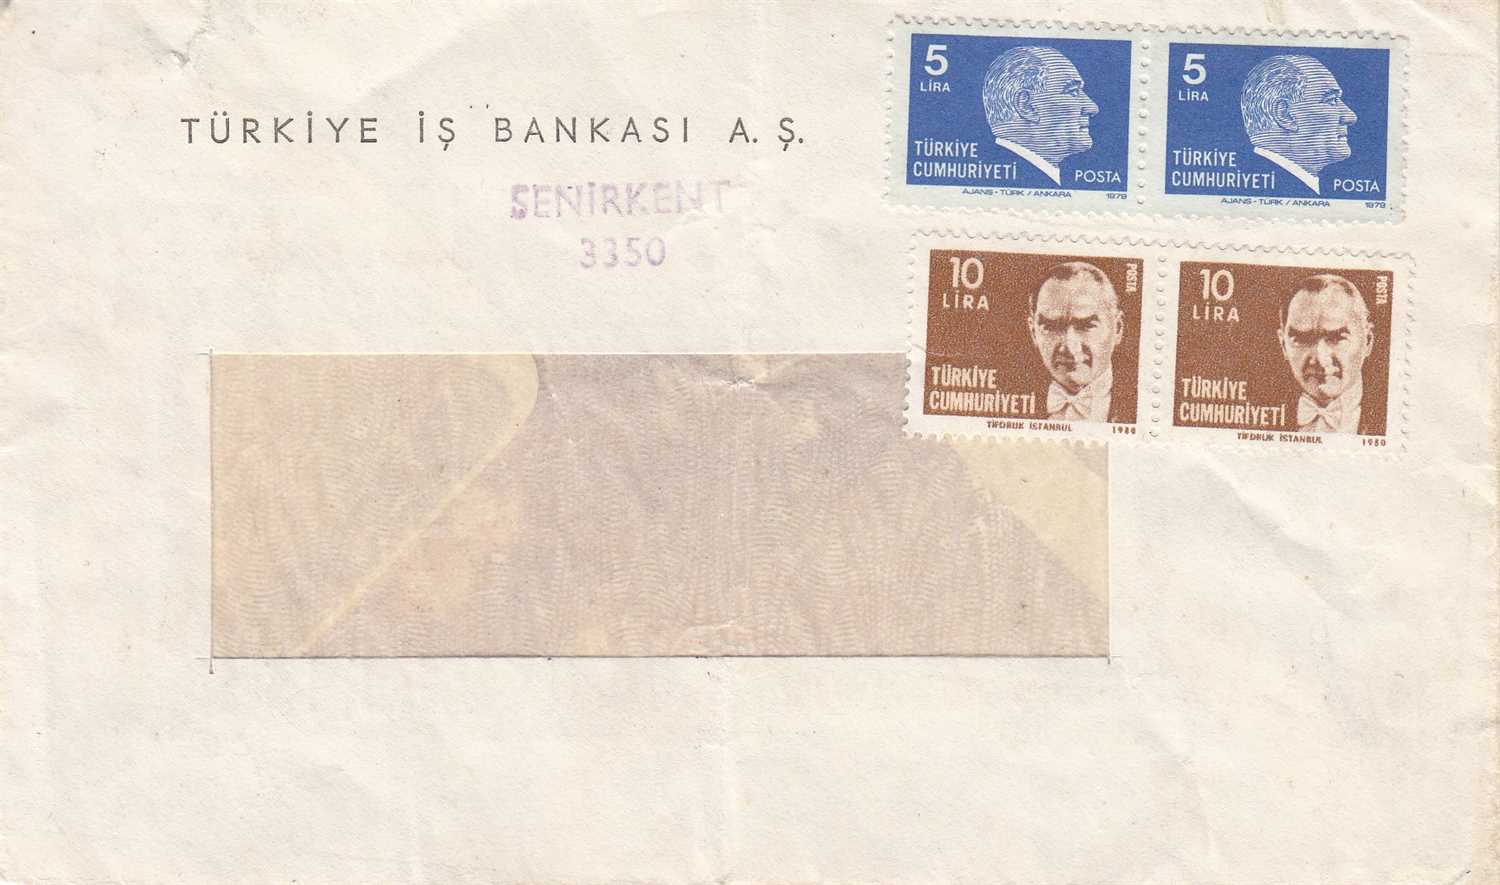 TÜRKİYE İŞ BANKASI A. Ş.
SENİRKENT
3350
5
LİRA
TÜRKİYE
CUMHURİYETİ
POSTA
AJANS - TÜRK / ANKARA 1979
5
LİRA
TÜRKİYE
CUMHURİYETİ
POSTA
AJANS - TÜRK / ANKARA 1979
10
LİRA
POSTA
TÜRKİYE
CUMHURİYETİ
TİFDRUK İSTANBUL 1980
10
LİRA
POSTA
TÜRKİYE
CUMHURİYETİ
TİFDRUK İSTANBUL 1980